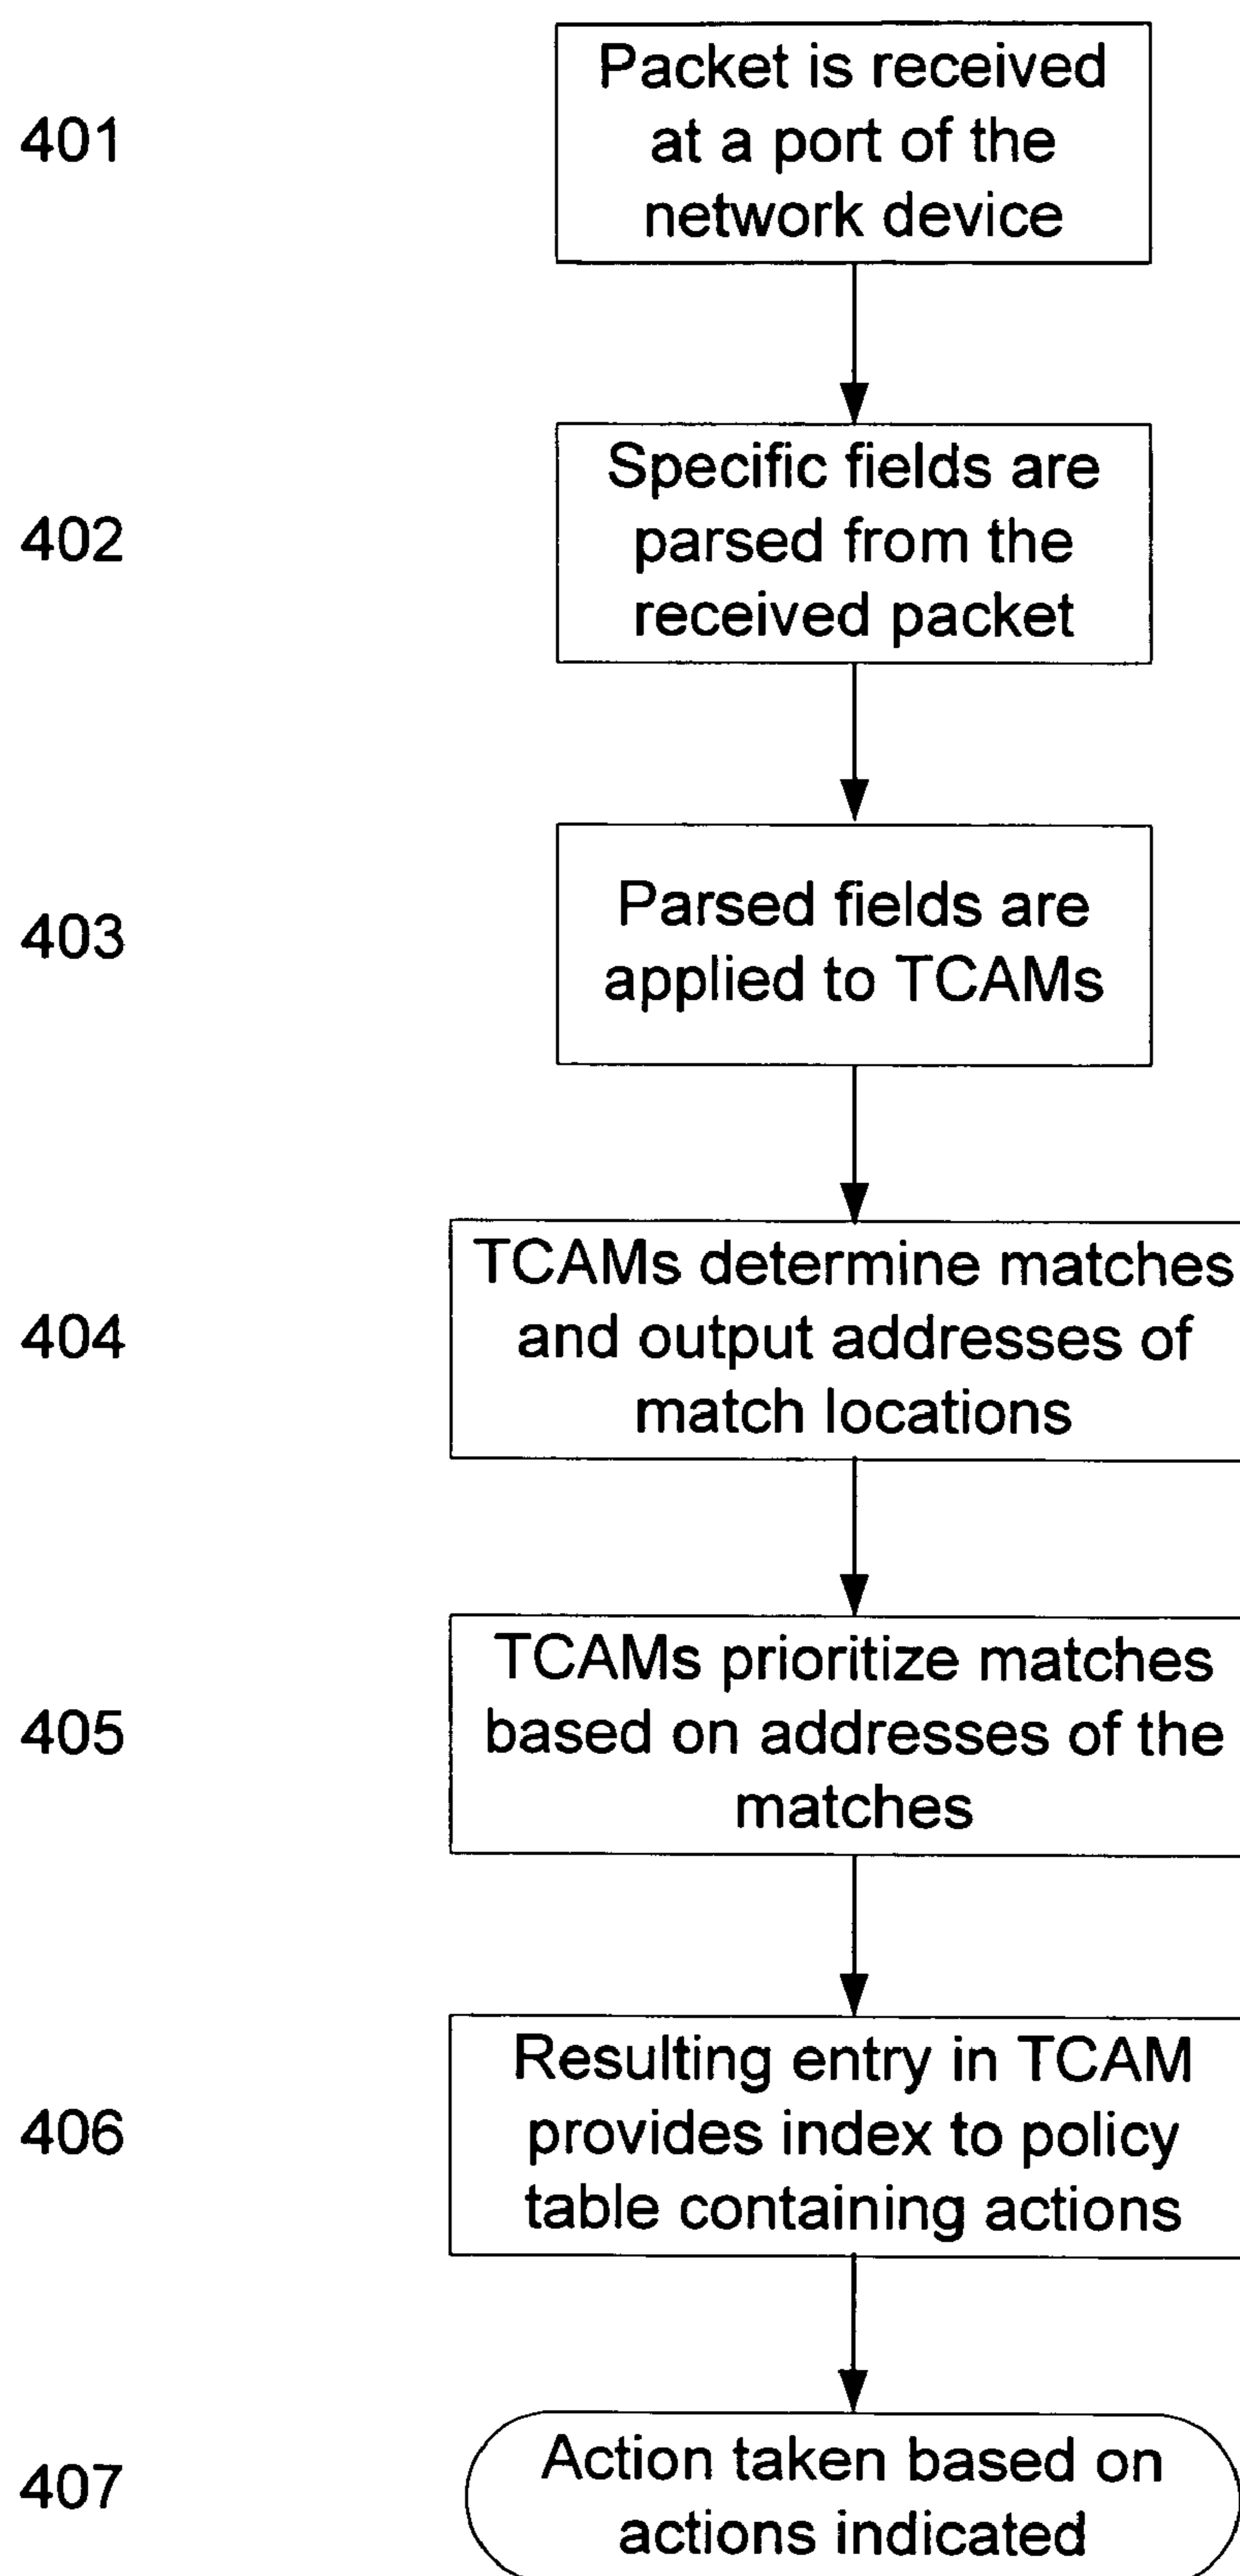 401
Packet is received
at a port of the
network device
402
Specific fields are
parsed from the
received packet
403
Parsed fields are
applied to TCAMs
404
TCAMs determine matches
and output addresses of
match locations
405
TCAMs prioritize matches
based on addresses of the
matches
406
Resulting entry in TCAM
provides index to policy
table containing actions
407
Action taken based on
actions indicated